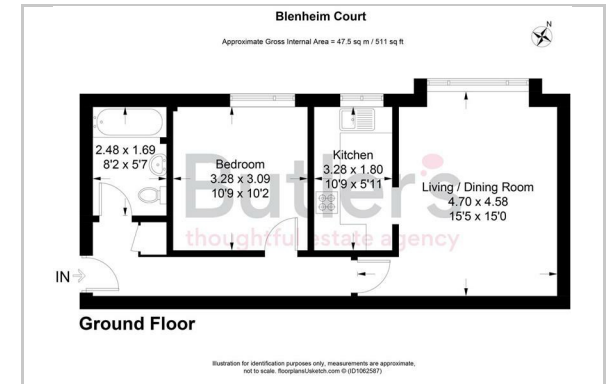 Blenheim Court
Approximate Gross Internal Area = 47.5 sq m / 511 sq ft
N
2.48 x 1.69
8'2 x 5'7
Bedroom
3.28 x 3.09
10'9 x 10'2
Kitchen
3.28 x 1.80
10'9 x 5'11
Living / Dining Room
4.70 x 4.58
15'5 x 15'0
Butler's
thoughtful estate agency
IN
Ground Floor
Illustration for identification purposes only, measurements are approximate,
not to scale. floorplansUsketch.com © (ID1062587)